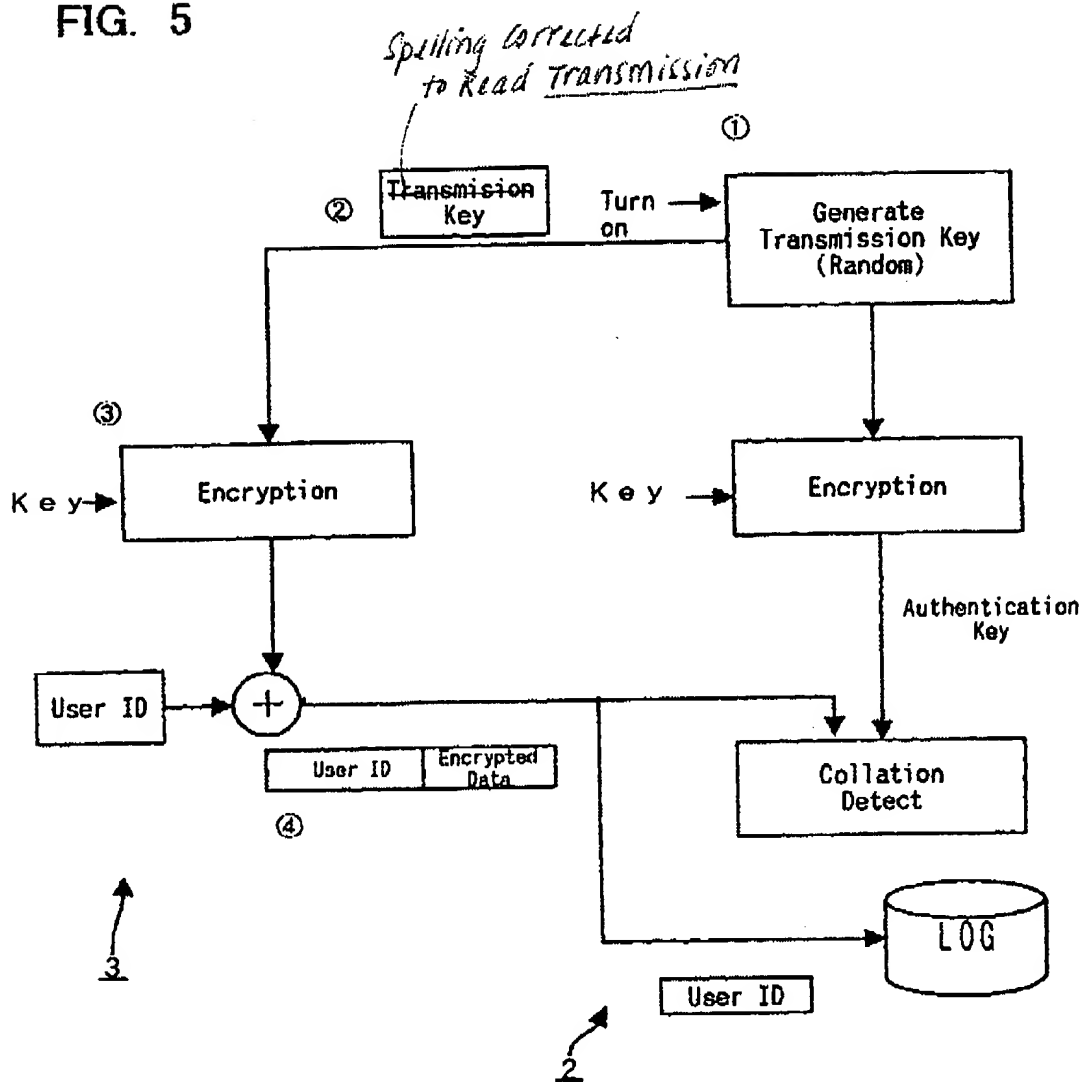 FIG. 5
Spelling Corrected
to Read Transmission
①
②
Transmision
Key
Turn
on
Generate
Transmission Key
(Random)
③
Key
Encryption
Key
Encryption
Authentication
Key
User ID
+
User ID
Encrypted
Data
④
Collation
Detect
LOG
User ID
3
2